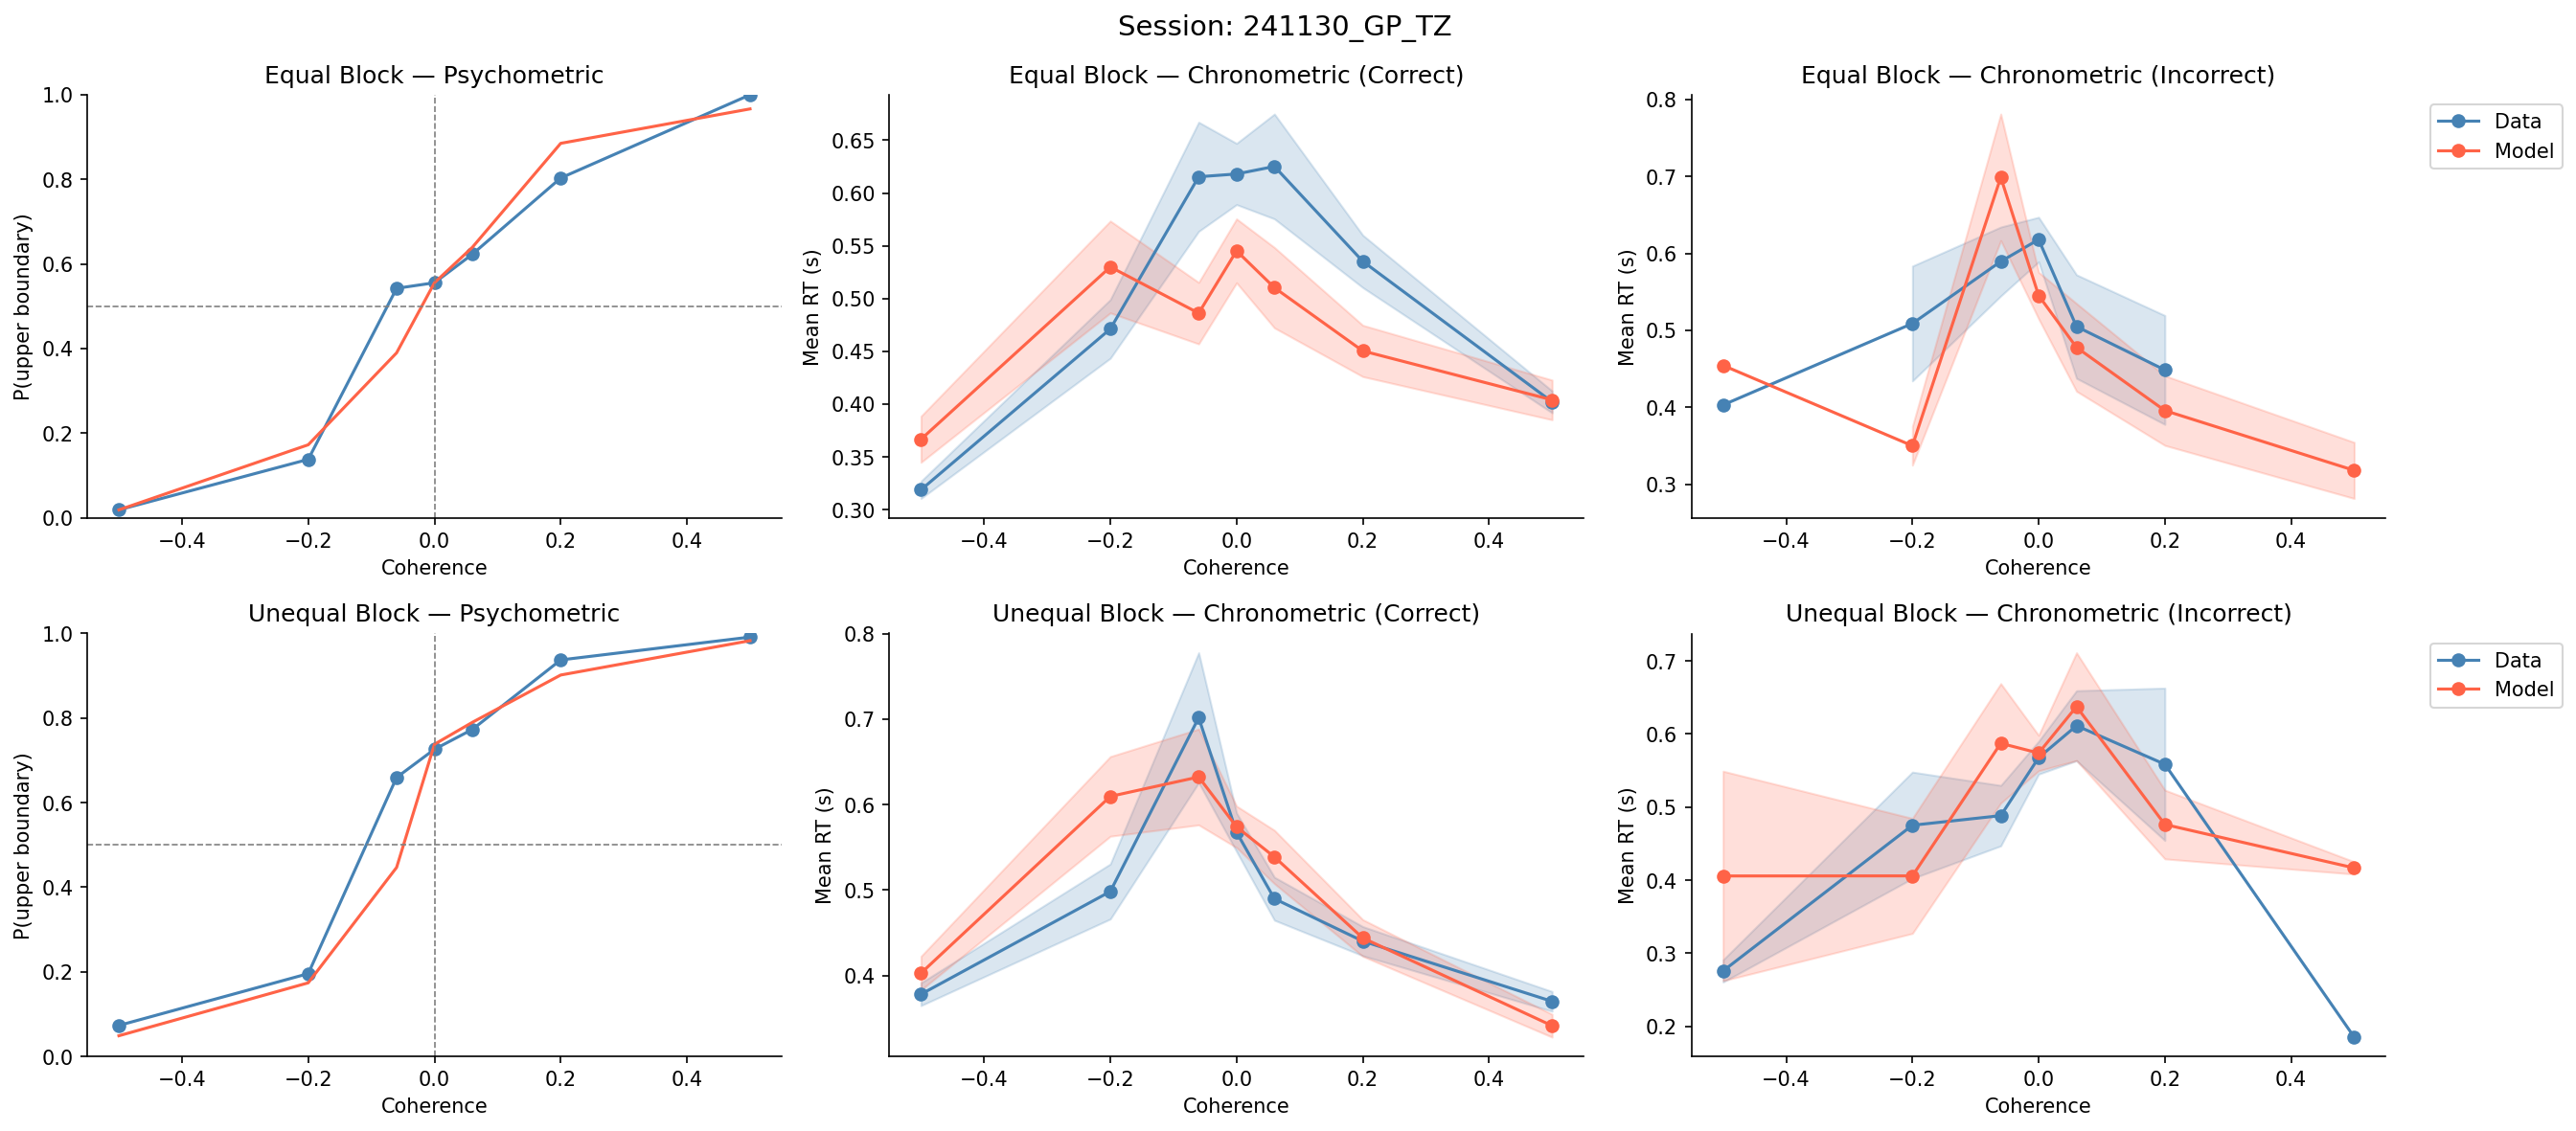 Session: 241130_GP_TZ
Equal Block — Psychometric
P(upper boundary)
1.0
0.8
0.6
0.4
0.2
0.0
−0.4 −0.2 0.0 0.2 0.4
Coherence
Equal Block — Chronometric (Correct)
Mean RT (s)
0.65
0.60
0.55
0.50
0.45
0.40
0.35
0.30
−0.4 −0.2 0.0 0.2 0.4
Coherence
Equal Block — Chronometric (Incorrect)
Mean RT (s)
0.8
0.7
0.6
0.5
0.4
0.3
−0.4 −0.2 0.0 0.2 0.4
Coherence
Data
Model
Unequal Block — Psychometric
P(upper boundary)
1.0
0.8
0.6
0.4
0.2
0.0
−0.4 −0.2 0.0 0.2 0.4
Coherence
Unequal Block — Chronometric (Correct)
Mean RT (s)
0.8
0.7
0.6
0.5
0.4
−0.4 −0.2 0.0 0.2 0.4
Coherence
Unequal Block — Chronometric (Incorrect)
Mean RT (s)
0.7
0.6
0.5
0.4
0.3
0.2
−0.4 −0.2 0.0 0.2 0.4
Coherence
Data
Model